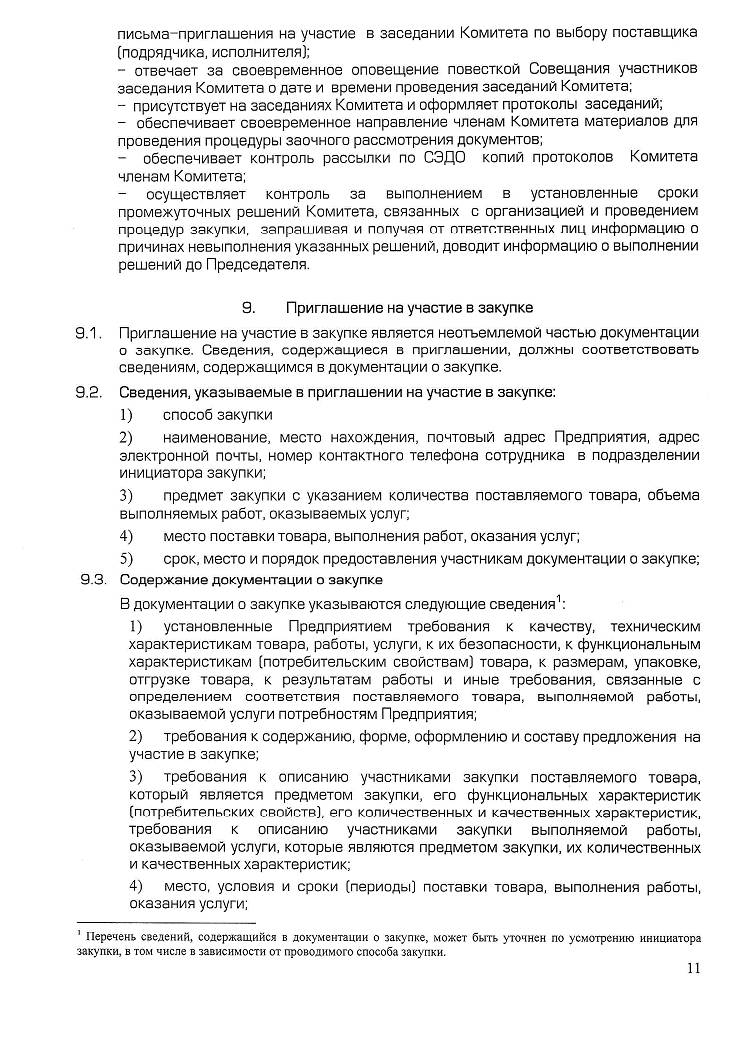 письма–приглашения на участие в заседании Комитета по выбору поставщика
(подрядчика, исполнителя);
– отвечает за своевременное оповещение повесткой Совещания участников
заседания Комитета о дате и времени проведения заседаний Комитета;
– присутствует на заседаниях Комитета и оформляет протоколы заседаний;
– обеспечивает своевременное направление членам Комитета материалов для
проведения процедуры заочного рассмотрения документов;
– обеспечивает контроль рассылки по СЭДО копий протоколов Комитета
членам Комитета;
– осуществляет контроль за выполнением в установленные сроки
промежуточных решений Комитета, связанных с организацией и проведением
процедур закупки, запрашивая и получая от ответственных лиц информацию о
причинах невыполнения указанных решений, доводит информацию о выполнении
решений до Председателя.
9. Приглашение на участие в закупке
9.1. Приглашение на участие в закупке является неотъемлемой частью документации
о закупке. Сведения, содержащиеся в приглашении, должны соответствовать
сведениям, содержащимся в документации о закупке.
9.2. Сведения, указываемые в приглашении на участие в закупке:
1) способ закупки
2) наименование, место нахождения, почтовый адрес Предприятия, адрес
электронной почты, номер контактного телефона сотрудника в подразделении
инициатора закупки;
3) предмет закупки с указанием количества поставляемого товара, объема
выполняемых работ, оказываемых услуг;
4) место поставки товара, выполнения работ, оказания услуг;
5) срок, место и порядок предоставления участникам документации о закупке;
9.3. Содержание документации о закупке
В документации о закупке указываются следующие сведения¹:
1) установленные Предприятием требования к качеству, техническим
характеристикам товара, работы, услуги, к их безопасности, к функциональным
характеристикам (потребительским свойствам) товара, к размерам, упаковке,
отгрузке товара, к результатам работы и иные требования, связанные с
определением соответствия поставляемого товара, выполняемой работы,
оказываемой услуги потребностям Предприятия;
2) требования к содержанию, форме, оформлению и составу предложения на
участие в закупке;
3) требования к описанию участниками закупки поставляемого товара,
который является предметом закупки, его функциональных характеристик
(потребительских свойств), его количественных и качественных характеристик,
требования к описанию участниками закупки выполняемой работы,
оказываемой услуги, которые являются предметом закупки, их количественных
и качественных характеристик;
4) место, условия и сроки (периоды) поставки товара, выполнения работы,
оказания услуги;
¹ Перечень сведений, содержащийся в документации о закупке, может быть уточнен по усмотрению инициатора
закупки, в том числе в зависимости от проводимого способа закупки.
11